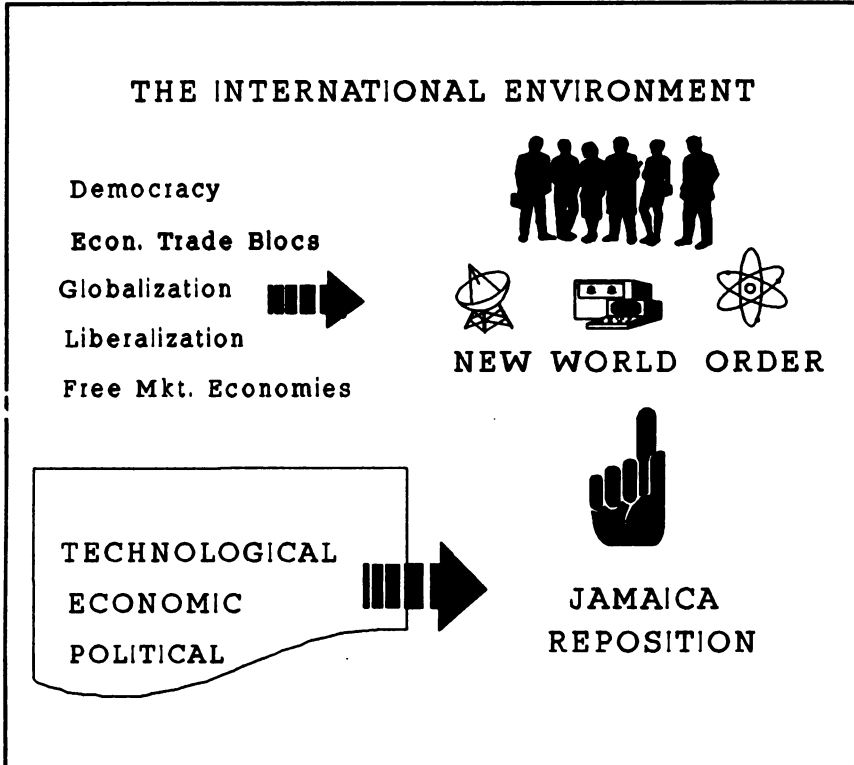 THE INTERNATIONAL ENVIRONMENT
Democracy
Econ. Trade Blocs
Globalization
Liberalization
Free Mkt. Economies
NEW WORLD ORDER
TECHNOLOGICAL
ECONOMIC
POLITICAL
JAMAICA
REPOSITION